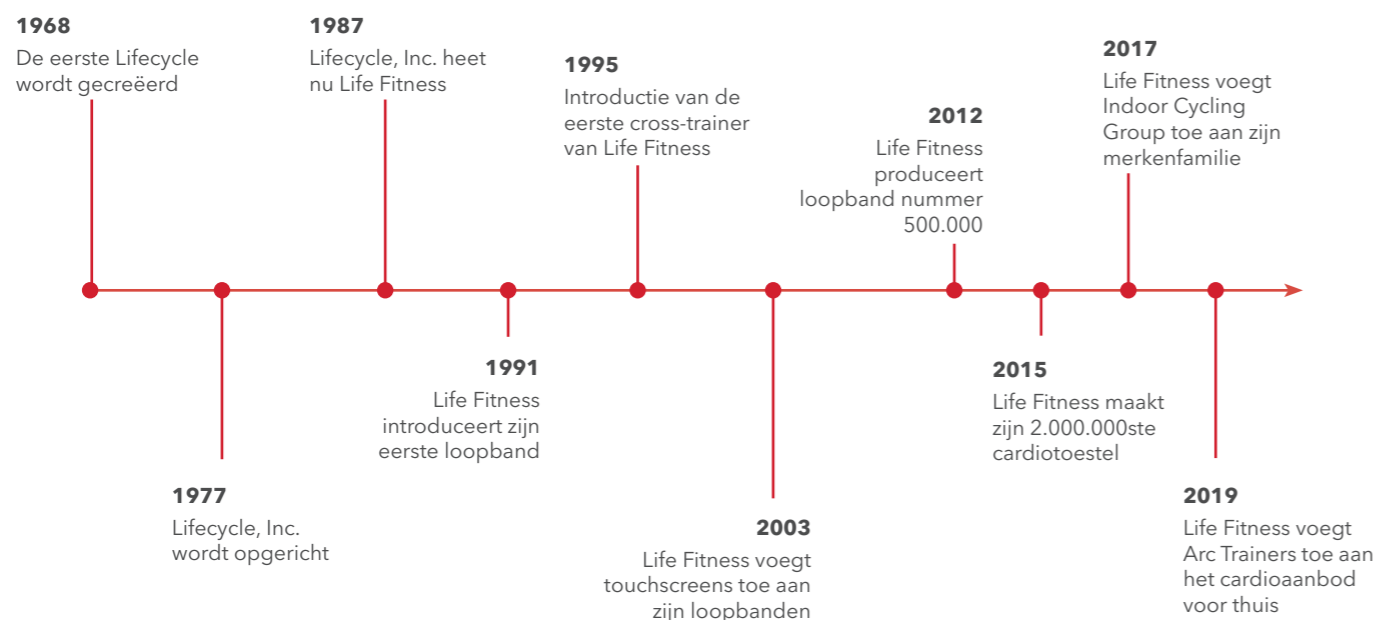 1968
De eerste Lifecycle
wordt gecreëerd
1977
Lifecycle, Inc.
wordt opgericht
1987
Lifecycle, Inc. heet
nu Life Fitness
1991
Life Fitness
introduceert zijn
eerste loopband
1995
Introductie van de
eerste cross-trainer
van Life Fitness
2003
Life Fitness voegt
touchscreens toe aan
zijn loopbanden
2012
Life Fitness
produceert
loopband nummer
500.000
2015
Life Fitness maakt
zijn 2.000.000ste
cardiotoestel
2017
Life Fitness voegt
Indoor Cycling
Group toe aan zijn
merkenfamilie
2019
Life Fitness voegt
Arc Trainers toe aan
het cardioaanbod
voor thuis